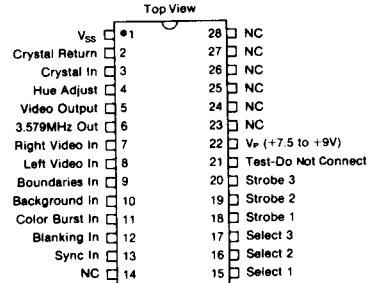 Top View
Vss 1 28 NC
Crystal Return 2 27 NC
Crystal In 3 26 NC
Hue Adjust 4 25 NC
Video Output 5 24 NC
3.579MHz Out 6 23 NC
Right Video In 7 22 VP (+7.5 to +9V)
Left Video In 8 21 Test-Do Not Connect
Boundaries In 9 20 Strobe 3
Background In 10 19 Strobe 2
Color Burst In 11 18 Strobe 1
Blanking In 12 17 Select 3
Sync In 13 16 Select 2
NC 14 15 Select 1